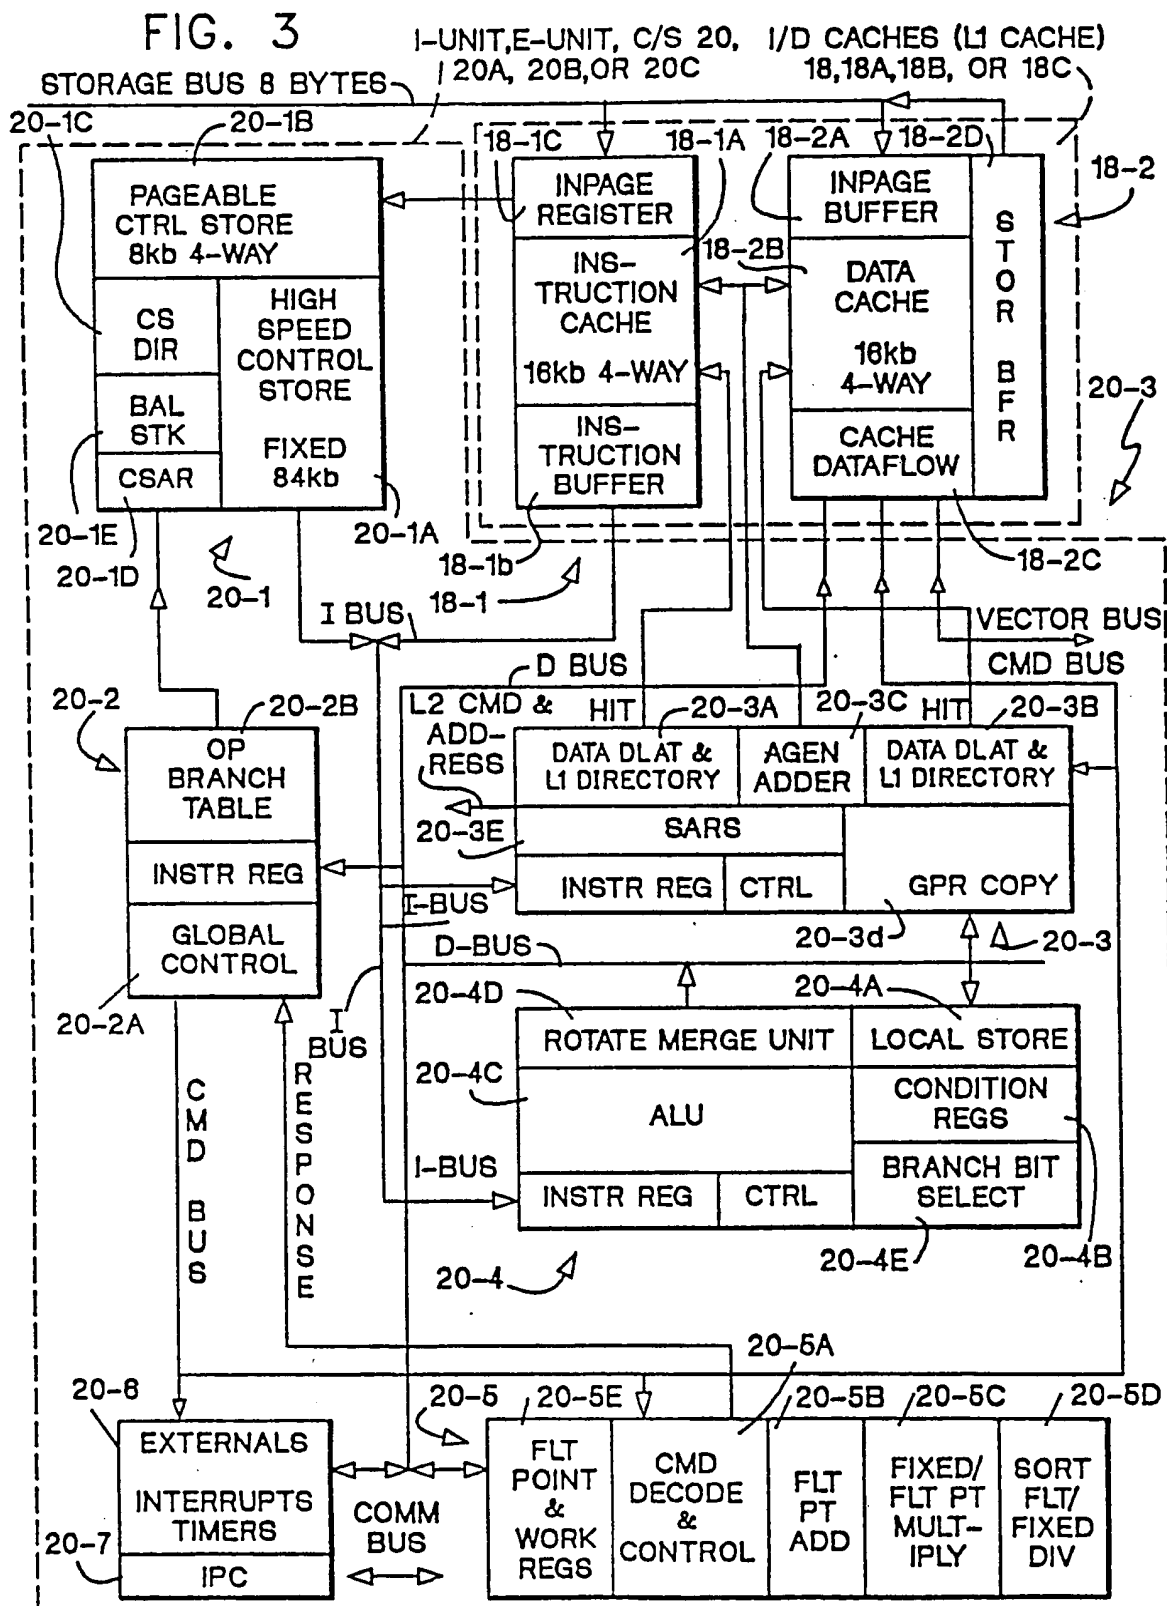 FIG. 3
I-UNIT,E-UNIT, C/S 20,
20A, 20B,OR 20C
I/D CACHES (L1 CACHE)
18,18A,18B, OR 18C
STORAGE BUS 8 BYTES
20-1C
20-1B
18-1C
18-1A
18-2A
18-2D
18-2
PAGEABLE
CTRL STORE
8kb 4-WAY
INPAGE
REGISTER
INPAGE
BUFFER
STOR BFR
CS
DIR
HIGH
SPEED
CONTROL
STORE
FIXED
84kb
INS-
TRUCTION
CACHE
16kb 4-WAY
18-2B
DATA
CACHE
16kb
4-WAY
20-3
BAL
STK
CSAR
INS-
TRUCTION
BUFFER
CACHE
DATAFLOW
20-1E
20-1D
20-1
20-1A
18-1b
18-1
18-2C
I BUS
VECTOR BUS
D BUS
CMD BUS
20-2
20-2B
L2 CMD &
ADD-
RESS
HIT
20-3A
20-3C
HIT
20-3B
OP
BRANCH
TABLE
DATA DLAT &
L1 DIRECTORY
AGEN
ADDER
DATA DLAT &
L1 DIRECTORY
20-3E
SARS
INSTR REG
INSTR REG
CTRL
GPR COPY
I-BUS
GLOBAL
CONTROL
D-BUS
20-3d
20-3
20-2A
20-4D
20-4A
I
BUS
ROTATE MERGE UNIT
LOCAL STORE
20-4C
CMD BUS
RESPONSE
ALU
CONDITION
REGS
I-BUS
BRANCH BIT
SELECT
INSTR REG
CTRL
20-4
20-4E
20-4B
20-5A
20-6
20-5
20-5E
20-5B
20-5C
20-5D
EXTERNALS
INTERRUPTS
TIMERS
20-7
IPC
COMM
BUS
FLT
POINT
&
WORK
REGS
CMD
DECODE
&
CONTROL
FLT
PT
ADD
FIXED/
FLT PT
MULT-
IPLY
SORT
FLT/
FIXED
DIV